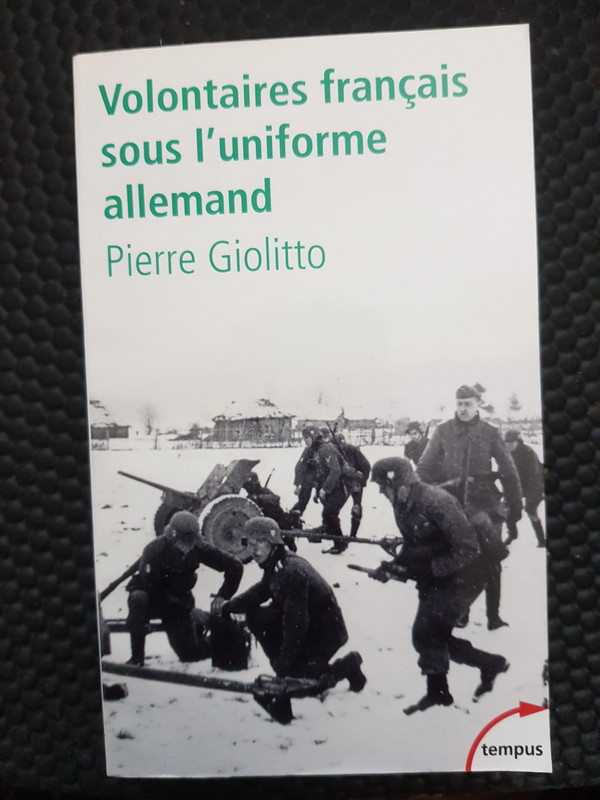 Volontaires français
sous l'uniforme
allemand
Pierre Giolitto
tempus